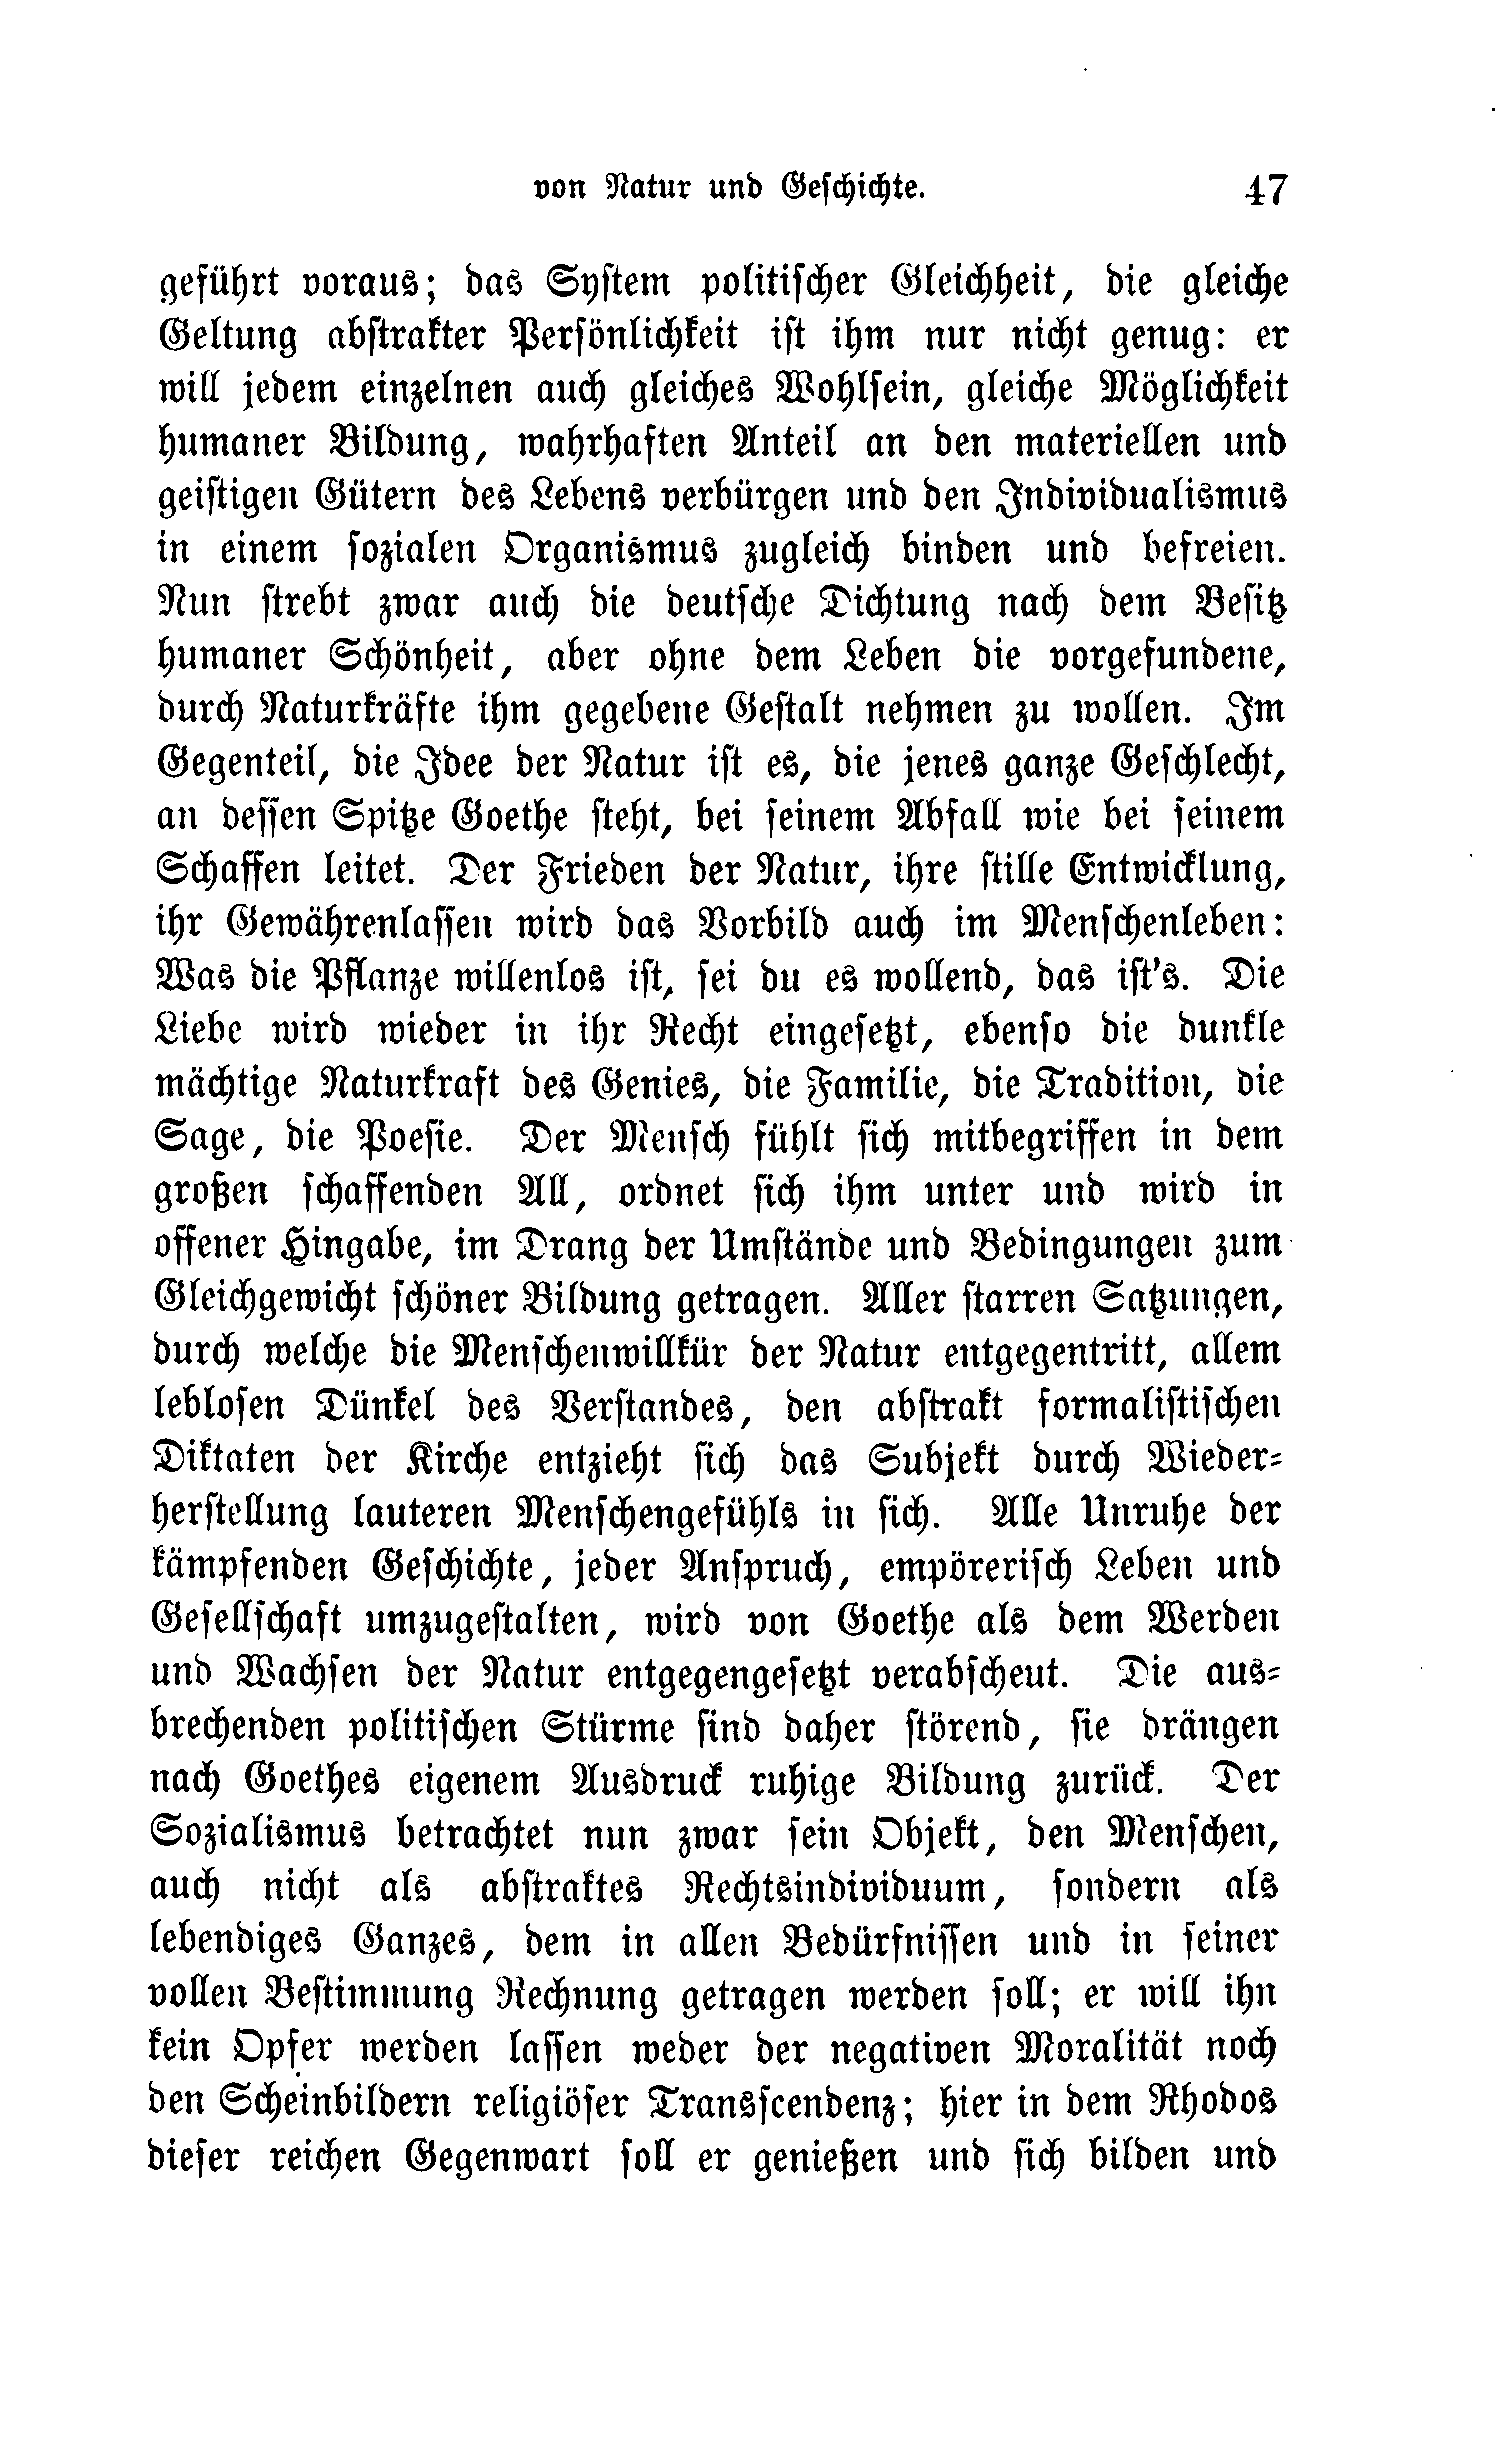 von Natur und Geschichte. 47
geführt voraus; das System politischer Gleichheit, die gleiche
Geltung abstrakter Persönlichkeit ist ihm nur nicht genug: er
will jedem einzelnen auch gleiches Wohlsein, gleiche Möglichkeit
humaner Bildung, wahrhaften Anteil an den materiellen und
geistigen Gütern des Lebens verbürgen und den Individualismus
in einem sozialen Organismus zugleich binden und befreien.
Nun strebt zwar auch die deutsche Dichtung nach dem Besitz
humaner Schönheit, aber ohne dem Leben die vorgefundene,
durch Naturkräfte ihm gegebene Gestalt nehmen zu wollen. Im
Gegenteil, die Idee der Natur ist es, die jenes ganze Geschlecht,
an dessen Spitze Goethe steht, bei seinem Abfall wie bei seinem
Schaffen leitet. Der Frieden der Natur, ihre stille Entwicklung,
ihr Gewährenlassen wird das Vorbild auch im Menschenleben:
Was die Pflanze willenlos ist, sei du es wollend, das ist's. Die
Liebe wird wieder in ihr Recht eingesetzt, ebenso die dunkle
mächtige Naturkraft des Genies, die Familie, die Tradition, die
Sage, die Poesie. Der Mensch fühlt sich mitbegriffen in dem
großen schaffenden All, ordnet sich ihm unter und wird in
offener Hingabe, im Drang der Umstände und Bedingungen zum
Gleichgewicht schöner Bildung getragen. Aller starren Satzungen,
durch welche die Menschenwillkür der Natur entgegentritt, allem
leblosen Dünkel des Verstandes, den abstrakt formalistischen
Diktaten der Kirche entzieht sich das Subjekt durch Wieder-
herstellung lauteren Menschengefühls in sich. Alle Unruhe der
kämpfenden Geschichte, jeder Anspruch, empörerisch Leben und
Gesellschaft umzugestalten, wird von Goethe als dem Werden
und Wachsen der Natur entgegengesetzt verabscheut. Die aus-
brechenden politischen Stürme sind daher störend, sie drängen
nach Goethes eigenem Ausdruck ruhige Bildung zurück. Der
Sozialismus betrachtet nun zwar sein Objekt, den Menschen,
auch nicht als abstraktes Rechtsindividuum, sondern als
lebendiges Ganzes, dem in allen Bedürfnissen und in seiner
vollen Bestimmung Rechnung getragen werden soll; er will ihn
kein Opfer werden lassen weder der negativen Moralität noch
den Scheinbildern religiöser Transscendenz; hier in dem Rhodos
dieser reichen Gegenwart soll er genießen und sich bilden und